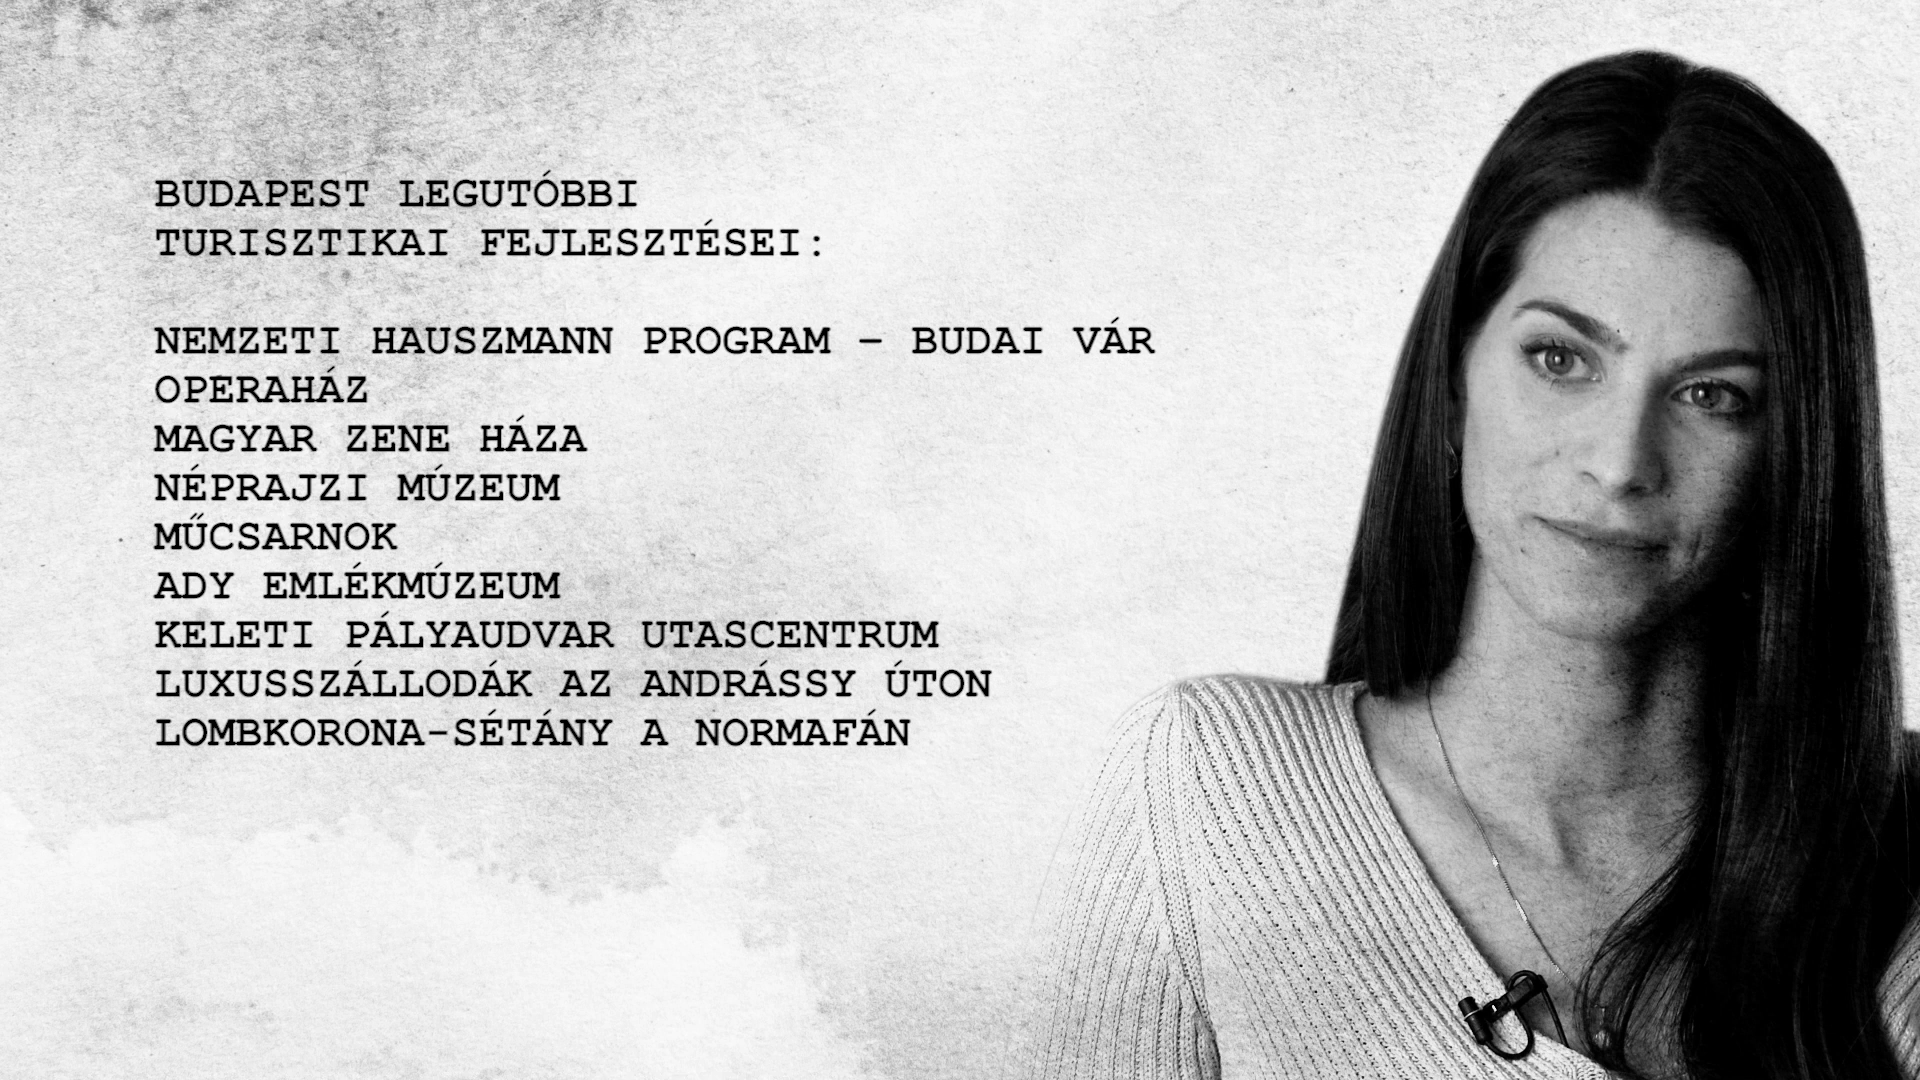 BUDAPEST LEGUTÓBBI
TURISZTIKAI FEJLESZTÉSEI:
NEMZETI HAUSZMANN PROGRAM – BUDAI VÁR
OPERAHÁZ
MAGYAR ZENE HÁZA
NÉPRAJZI MÚZEUM
MŰCSARNOK
ADY EMLÉKMÚZEUM
KELETI PÁLYAUDVAR UTASCENTRUM
LUXUSSZÁLLODÁK AZ ANDRÁSSY ÚTON
LOMBKORONA-SÉTÁNY A NORMAFÁN